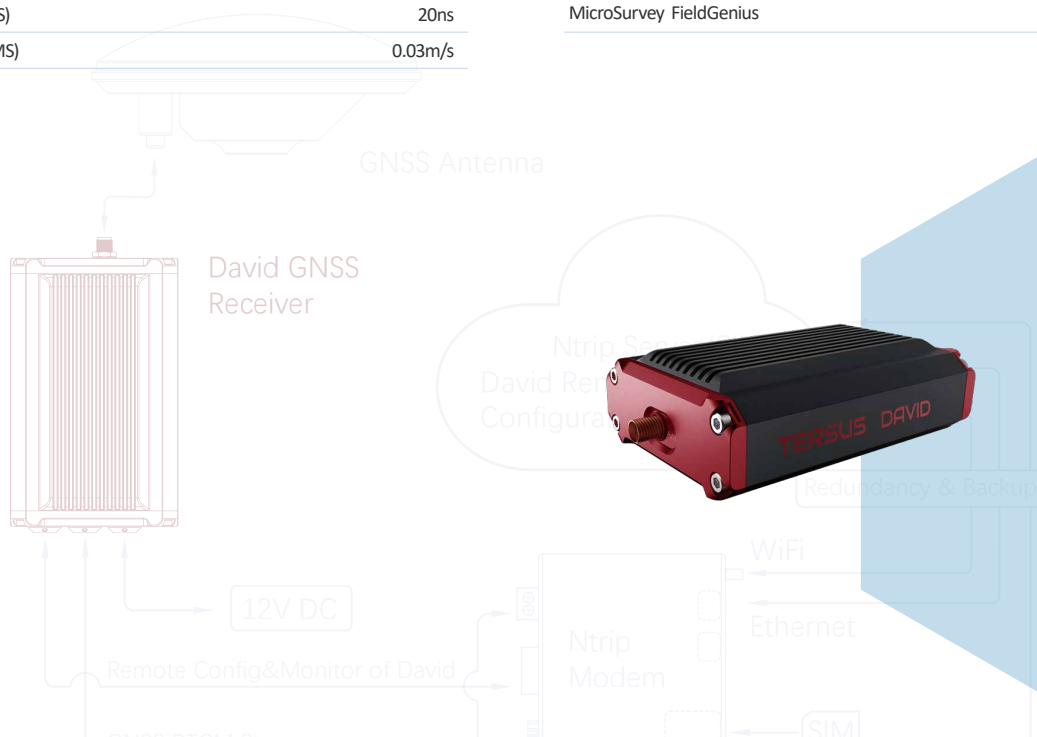 S)
20ns
MicroSurvey FieldGenius
MS)
0.03m/s
GNSS Antenna
David GNSS
Receiver
Ntrip
David
Configura
TERSUS DAVID
Redundancy & Backup
WiFi
12V DC
Ethernet
Ntrip
Modem
Remote Config&Monitor of David
SIM